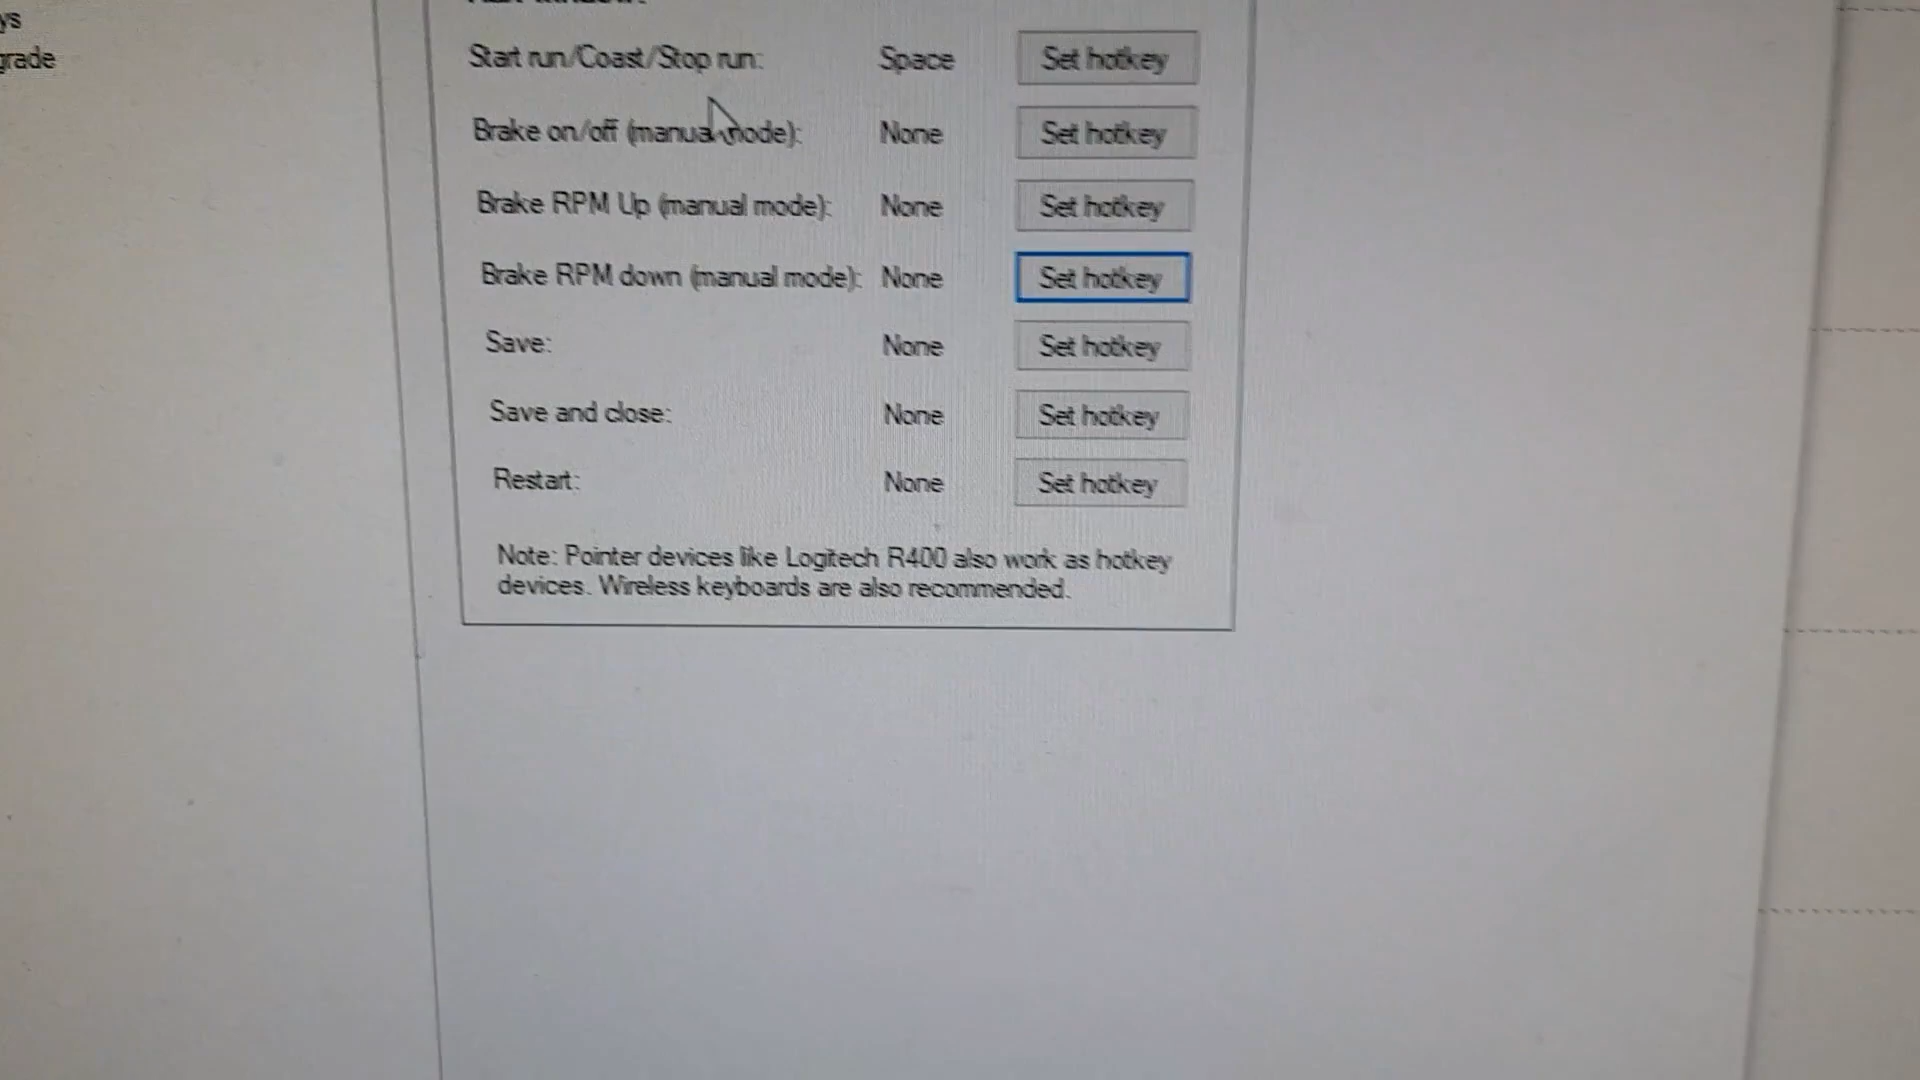 ys
grade
Start run/Coast/Stop run: Space Set hotkey
Brake on/off (manual mode): None Set hotkey
Brake RPM Up (manual mode): None Set hotkey
Brake RPM down (manual mode): None Set hotkey
Save: None Set hotkey
Save and close: None Set hotkey
Restart: None Set hotkey
Note: Pointer devices like Logitech R400 also work as hotkey
devices. Wireless keyboards are also recommended.